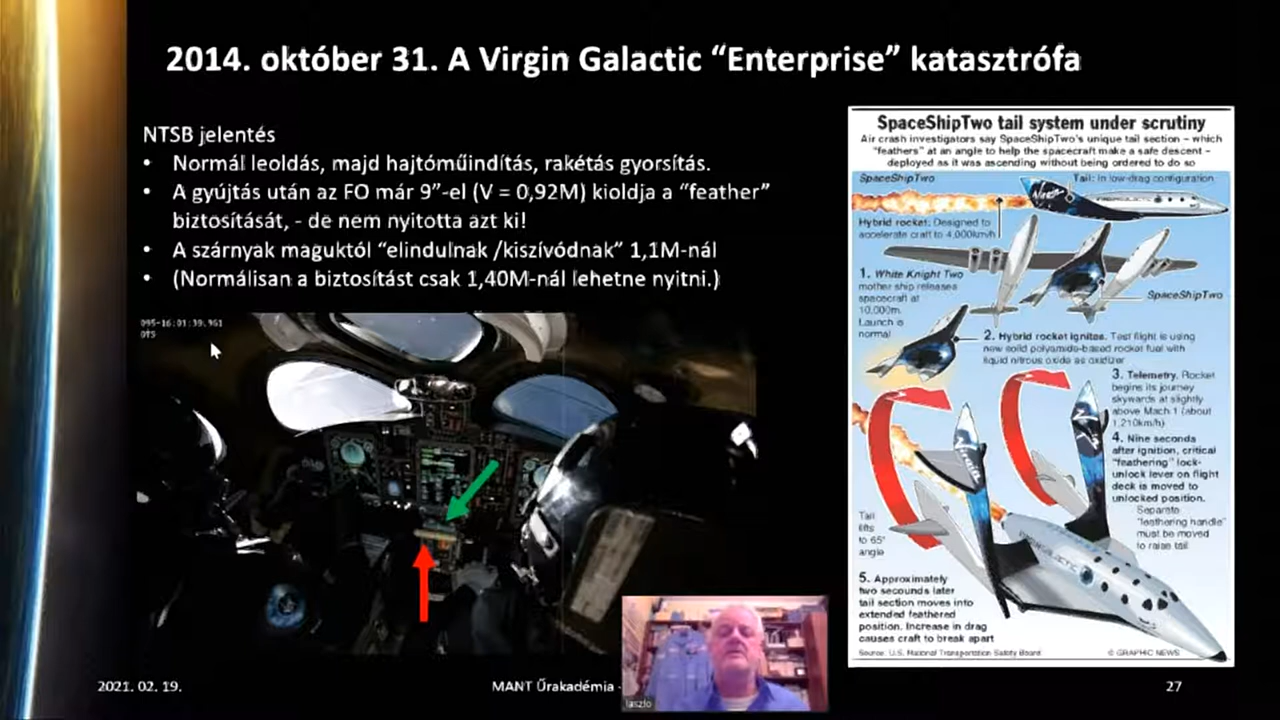 2014. október 31. A Virgin Galactic “Enterprise” katasztrófa
NTSB jelentés
• Normál leoldás, majd hajtóműindítás, rakétás gyorsítás.
• A gyújtás után az FO már 9”-el (V = 0,92M) kioldja a “feather”
biztosítását, - de nem nyitotta azt ki!
• A szárnyak maguktól “elindulnak /kiszívódnak” 1,1M-nál
• (Normálisan a biztosítást csak 1,40M-nál lehetne nyitni.)
SpaceShipTwo tail system under scrutiny
Air crash investigators say SpaceShipTwo's unique tail section – which
“feathers” at an angle to help the spacecraft make a safe descent –
deployed as it was ascending without being ordered to do so
SpaceShipTwo
Tail: In low-drag configuration
Hybrid rocket: Designed to
accelerate craft to 4,000km/h
1. White Knight Two
mother ship releases
spacecraft at
10,000m.
Launch is
normal
SpaceShipTwo
2. Hybrid rocket ignites. Test flight is using
new solid polyamide-based rocket fuel with
liquid nitrous oxide as oxidizer
3. Telemetry. Rocket
begins its journey
skywards at slightly
above Mach 1 (about
1,210km/h)
4. Nine seconds
after ignition, critical
“feathering” lock-
unlock lever on flight
deck is moved to
unlocked position.
Separate
“feathering handle”
must be moved
to raise tail
Tail
lifts
to 65°
angle
5. Approximately
two secounds later
tail section moves into
extended feathered
position. Increase in drag
causes craft to break apart
Source: U.S. National Transportation Safety Board
© GRAPHIC NEWS
2021. 02. 19.
MANT Űrakadémia -
laszlo
27